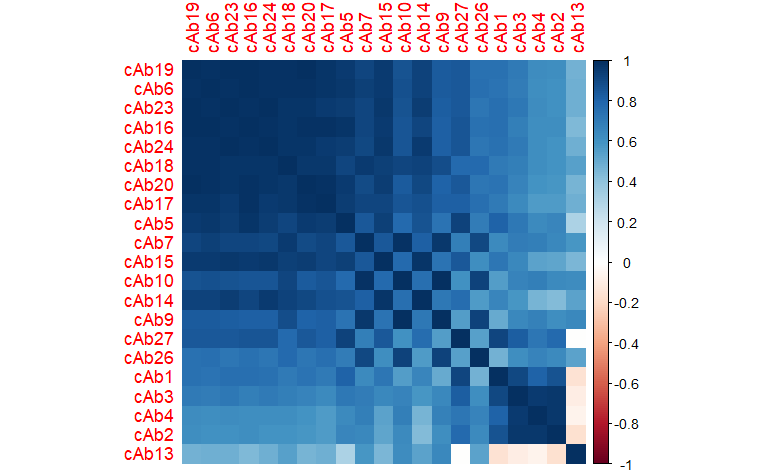 cAb19 cAb6 cAb23 cAb16 cAb24 cAb18 cAb20 cAb17 cAb5 cAb7 cAb15 cAb10 cAb14 cAb9 cAb27 cAb26 cAb1 cAb3 cAb4 cAb2 cAb13
cAb19
cAb6
cAb23
cAb16
cAb24
cAb18
cAb20
cAb17
cAb5
cAb7
cAb15
cAb10
cAb14
cAb9
cAb27
cAb26
cAb1
cAb3
cAb4
cAb2
cAb13
1
0.8
0.6
0.4
0.2
0
-0.2
-0.4
-0.6
-0.8
-1